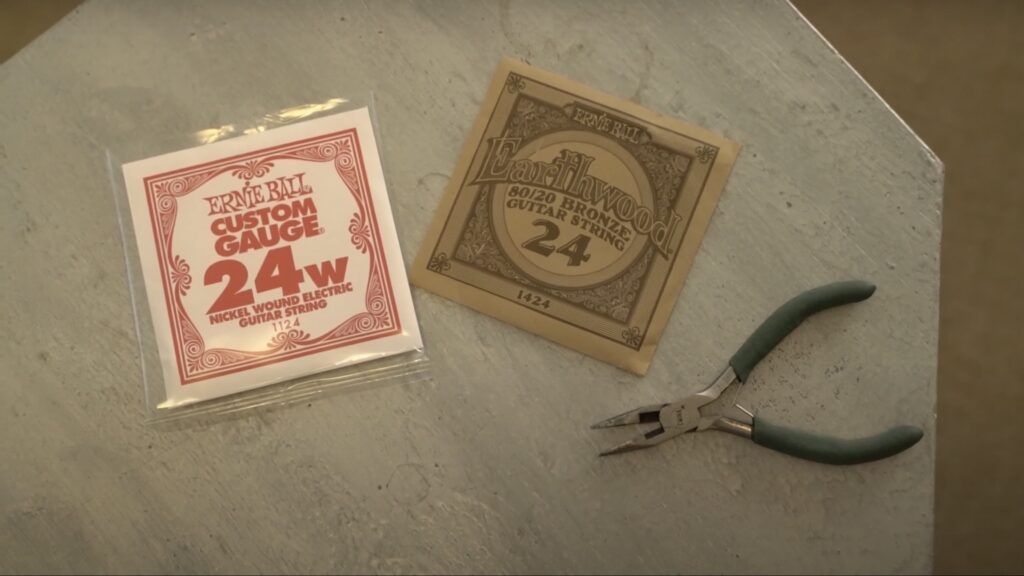 ERNIE BALL
CUSTOM
GAUGE®
24W
NICKEL WOUND ELECTRIC
GUITAR STRING
1124
ERNIE BALL
Earthwood
80/20 BRONZE
GUITAR STRING
24
1424